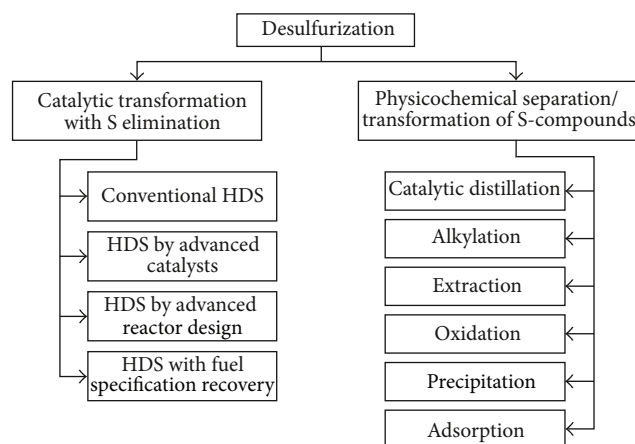 Desulfurization
Catalytic transformation
with S elimination
Conventional HDS
HDS by advanced
catalysts
HDS by advanced
reactor design
HDS with fuel
specification recovery
Physicochemical separation/
transformation of S-compounds
Catalytic distillation
Alkylation
Extraction
Oxidation
Precipitation
Adsorption